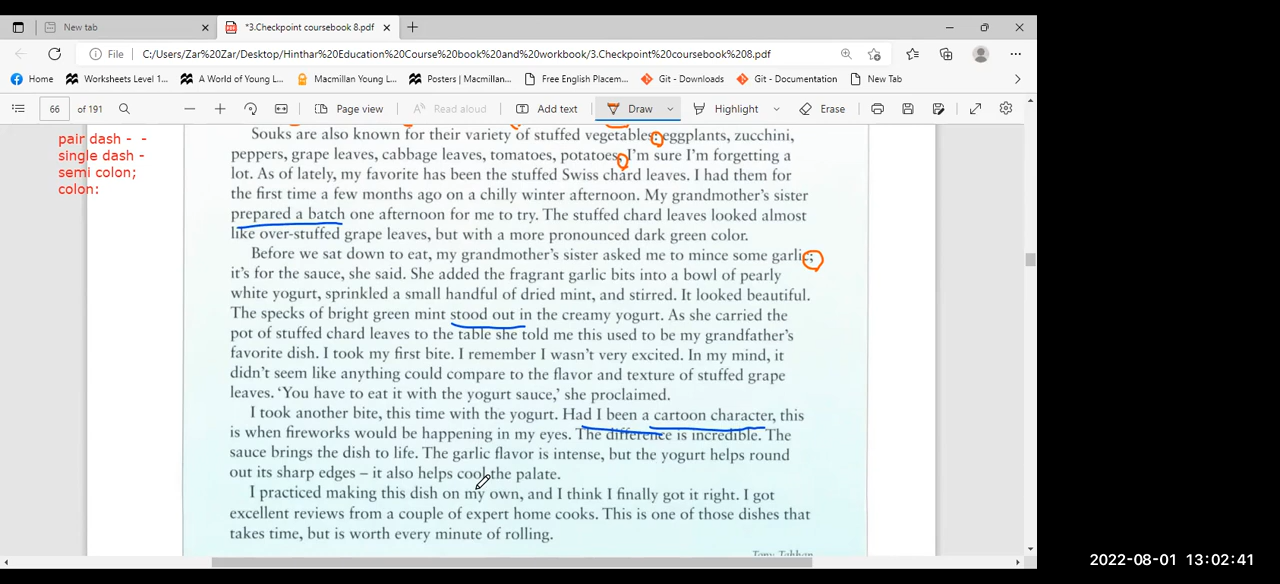 New tab
*3.Checkpoint coursebook 8.pdf
File
C:/Users/Zar%20Zar/Desktop/Hinthar%20Education%20Course%20book%20and%20workbook/3.Checkpoint%20coursebook%208.pdf
Home
Worksheets Level 1...
A World of Young L...
Macmillan Young L...
Posters | Macmillan...
Free English Placem...
Git - Downloads
Git - Documentation
New Tab
66 of 191
Page view
Read aloud
Add text
Draw
Highlight
Erase
pair dash - -
single dash -
semi colon;
colon:
Souks are also known for their variety of stuffed vegetables: eggplants, zucchini,
peppers, grape leaves, cabbage leaves, tomatoes, potatoes; I'm sure I'm forgetting a
lot. As of lately, my favorite has been the stuffed Swiss chard leaves. I had them for
the first time a few months ago on a chilly winter afternoon. My grandmother's sister
prepared a batch one afternoon for me to try. The stuffed chard leaves looked almost
like over-stuffed grape leaves, but with a more pronounced dark green color.
Before we sat down to eat, my grandmother's sister asked me to mince some garlic;
it's for the sauce, she said. She added the fragrant garlic bits into a bowl of pearly
white yogurt, sprinkled a small handful of dried mint, and stirred. It looked beautiful.
The specks of bright green mint stood out in the creamy yogurt. As she carried the
pot of stuffed chard leaves to the table she told me this used to be my grandfather's
favorite dish. I took my first bite. I remember I wasn't very excited. In my mind, it
didn't seem like anything could compare to the flavor and texture of stuffed grape
leaves. 'You have to eat it with the yogurt sauce,' she proclaimed.
I took another bite, this time with the yogurt. Had I been a cartoon character, this
is when fireworks would be happening in my eyes. The difference is incredible. The
sauce brings the dish to life. The garlic flavor is intense, but the yogurt helps round
out its sharp edges – it also helps cool the palate.
I practiced making this dish on my own, and I think I finally got it right. I got
excellent reviews from a couple of expert home cooks. This is one of those dishes that
takes time, but is worth every minute of rolling.
2022-08-01 13:02:41